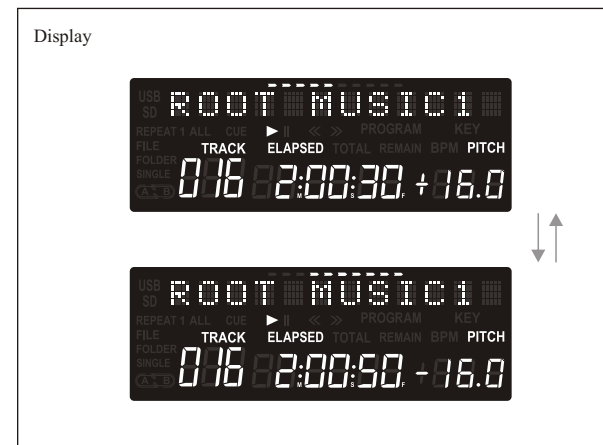 Display
USB ROOT MUSIC1
SD
REPEAT 1 ALL CUE PROGRAM KEY
FILE TRACK ELAPSED TOTAL REMAIN BPM PITCH
FOLDER
SINGLE 016 2:00:30 +16.0
A B M S F
USB ROOT MUSIC1
SD
REPEAT 1 ALL CUE PROGRAM KEY
FILE TRACK ELAPSED TOTAL REMAIN BPM PITCH
FOLDER
SINGLE 016 2:00:50 -16.0
A B M S F